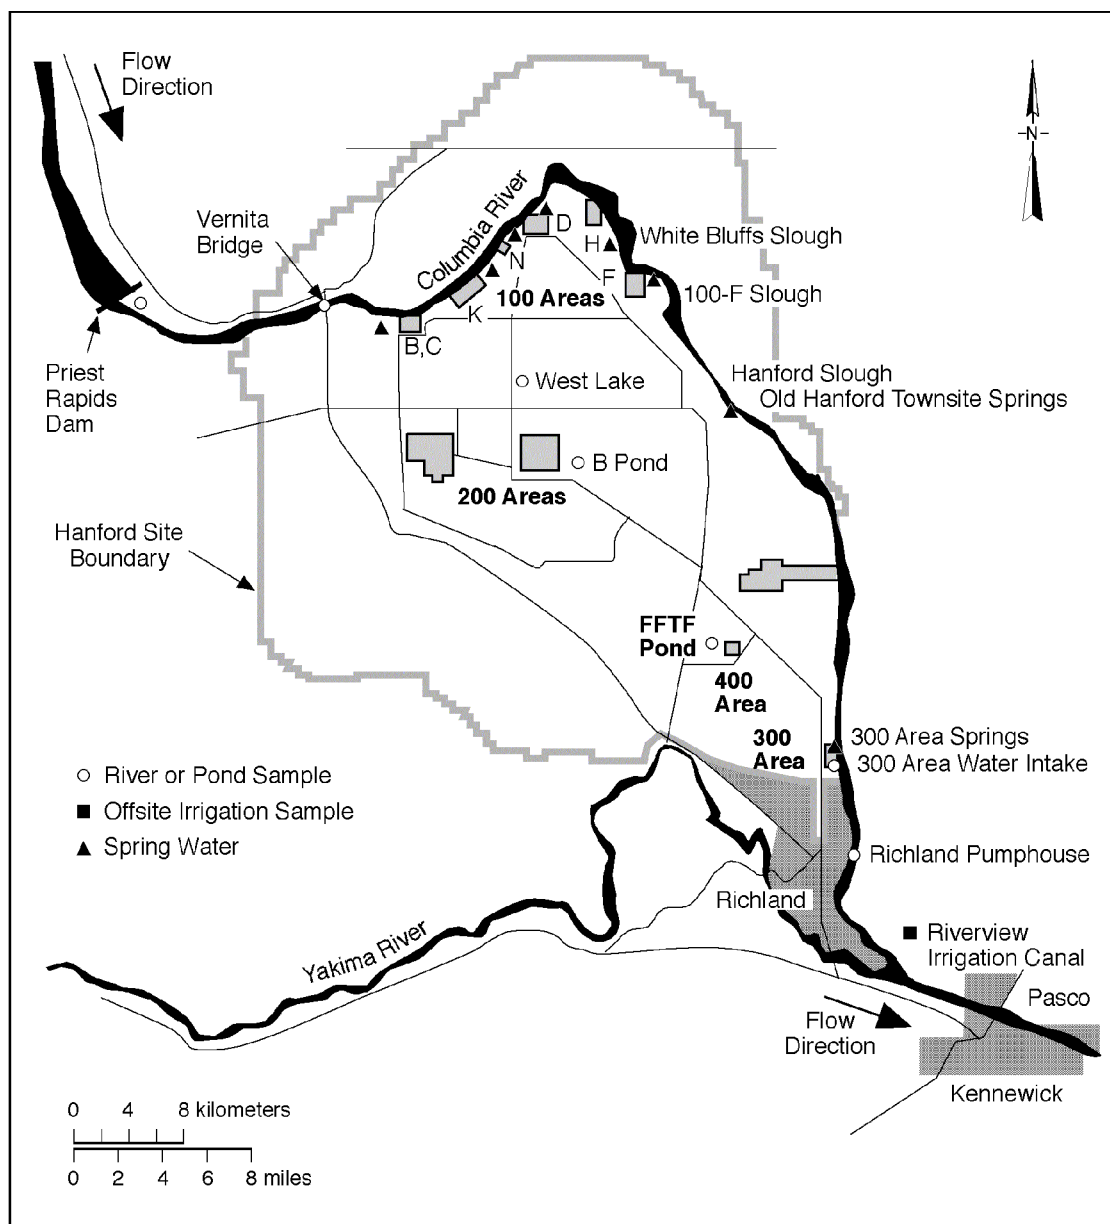 Flow
Direction
N
Vernita
Bridge
Columbia River
D
H
White Bluffs Slough
N
F
100-F Slough
100 Areas
K
B,C
Priest
Rapids
Dam
West Lake
Hanford Slough
Old Hanford Townsite Springs
B Pond
200 Areas
Hanford Site
Boundary
FFTF
Pond
400
Area
300
Area
300 Area Springs
300 Area Water Intake
River or Pond Sample
Offsite Irrigation Sample
Spring Water
Richland Pumphouse
Richland
Yakima River
Riverview
Irrigation Canal
Pasco
Flow
Direction
Kennewick
0 4 8 kilometers
0 2 4 6 8 miles